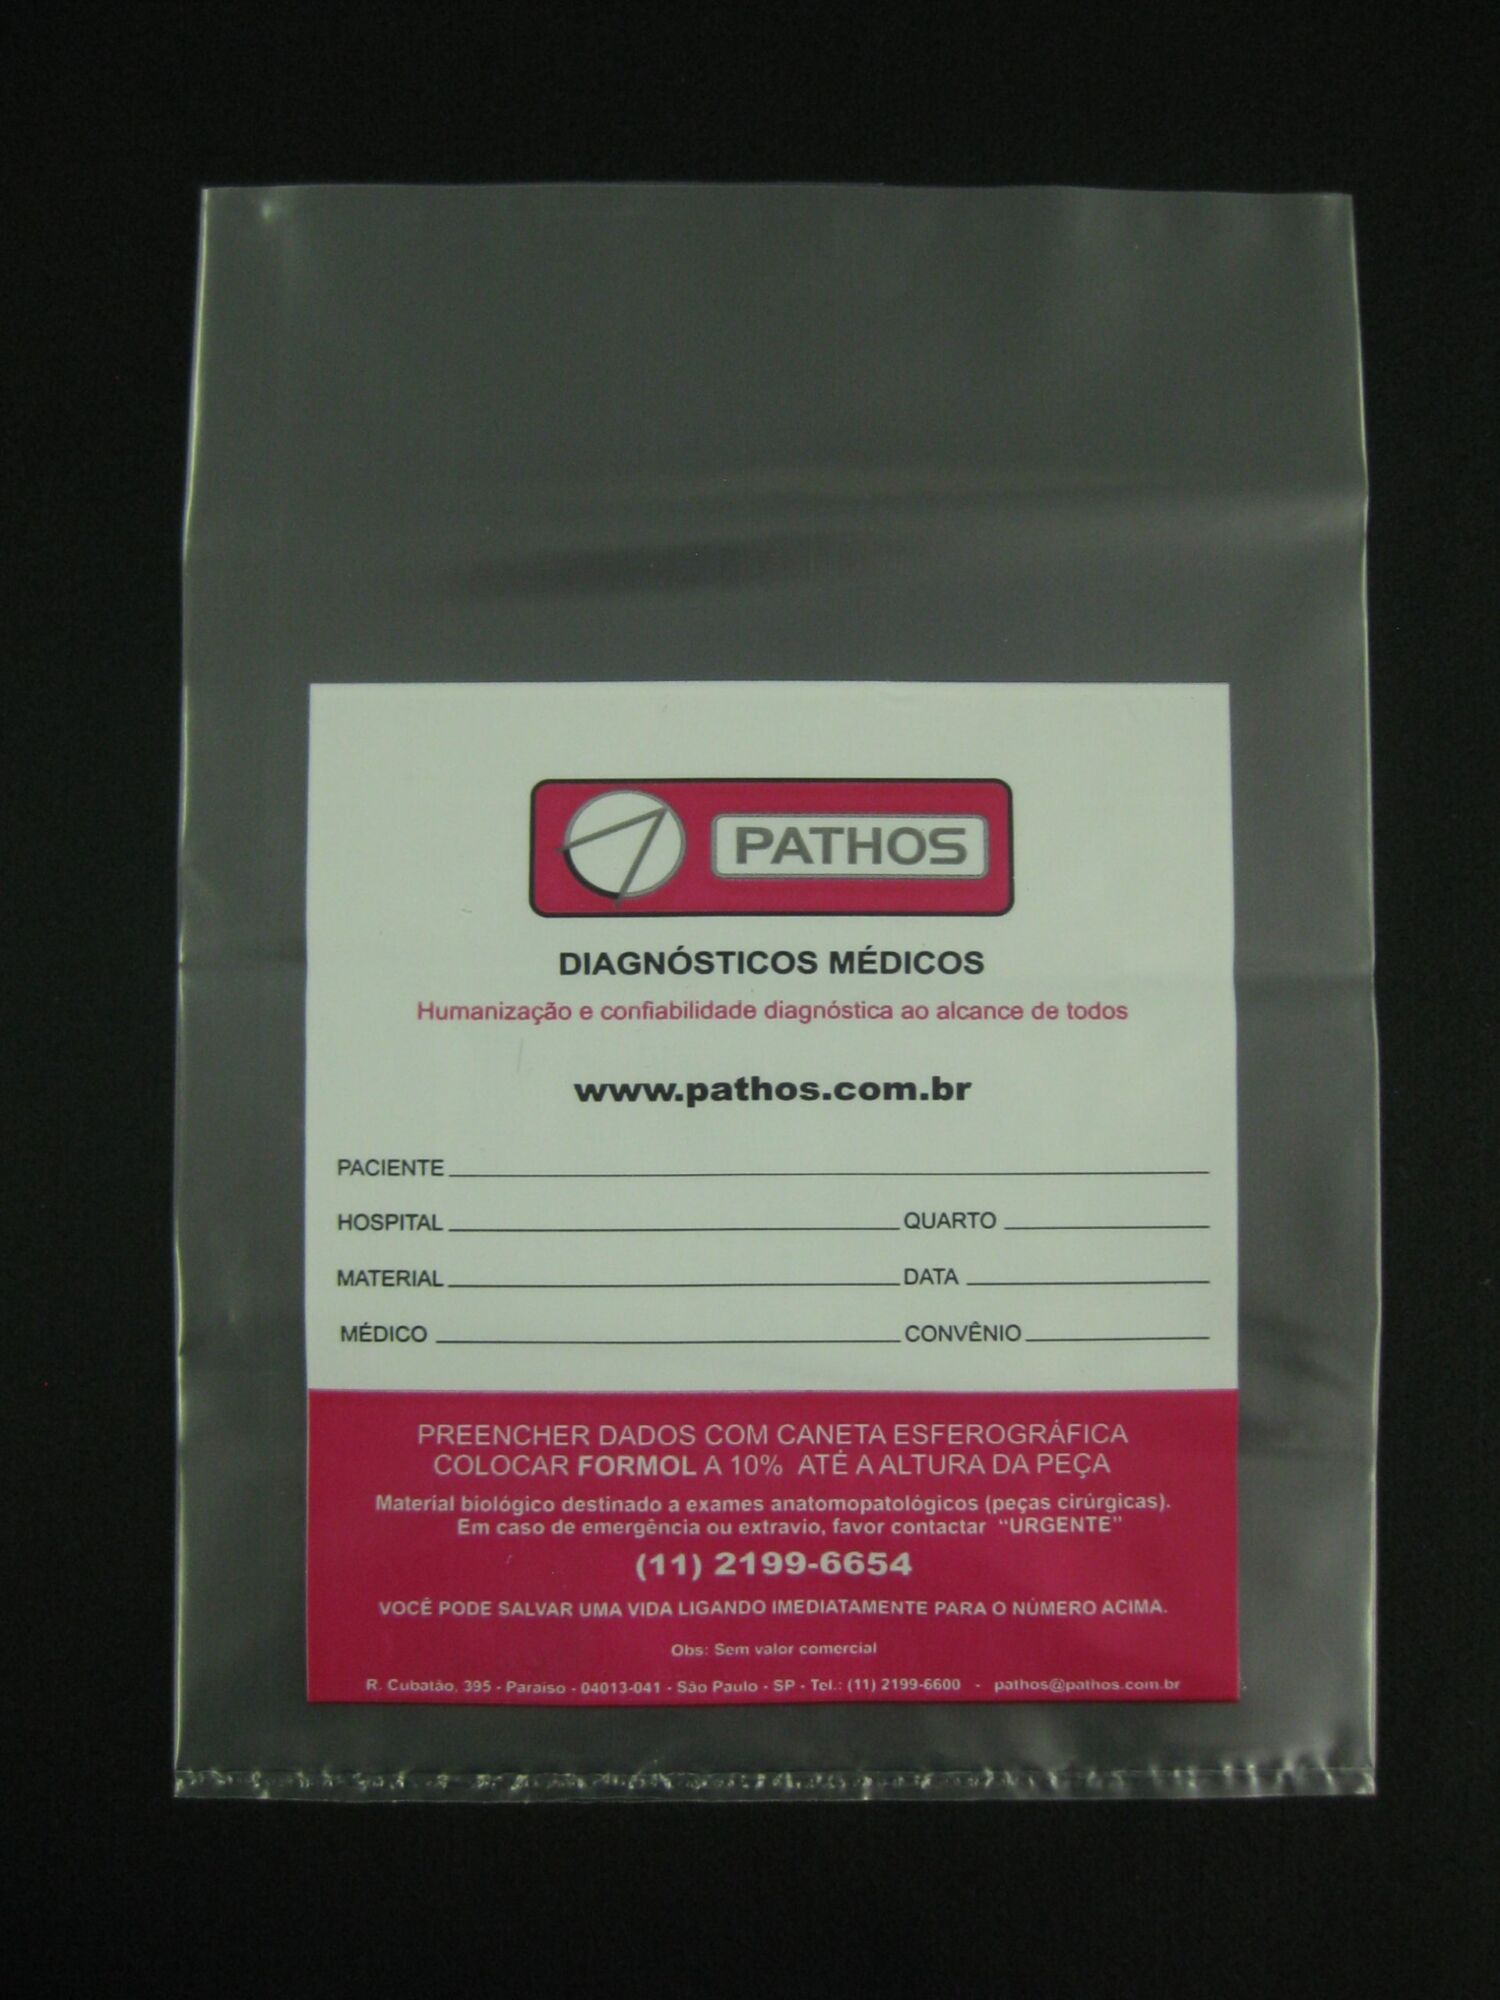 PATHOS
DIAGNÓSTICOS MÉDICOS
Humanização e confiabilidade diagnóstica ao alcance de todos
www.pathos.com.br
PACIENTE
HOSPITAL QUARTO
MATERIAL DATA
MÉDICO CONVÊNIO
PREENCHER DADOS COM CANETA ESFEROGRÁFICA
COLOCAR FORMOL A 10% ATÉ A ALTURA DA PEÇA
Material biológico destinado a exames anatomopatológicos (peças cirúrgicas).
Em caso de emergência ou extravio, favor contactar "URGENTE"
(11) 2199-6654
VOCÊ PODE SALVAR UMA VIDA LIGANDO IMEDIATAMENTE PARA O NÚMERO ACIMA.
Obs: Sem valor comercial
R. Cubatão, 395 - Paraíso - 04013-041 - São Paulo - SP - Tel.: (11) 2199-6600 - pathos@pathos.com.br